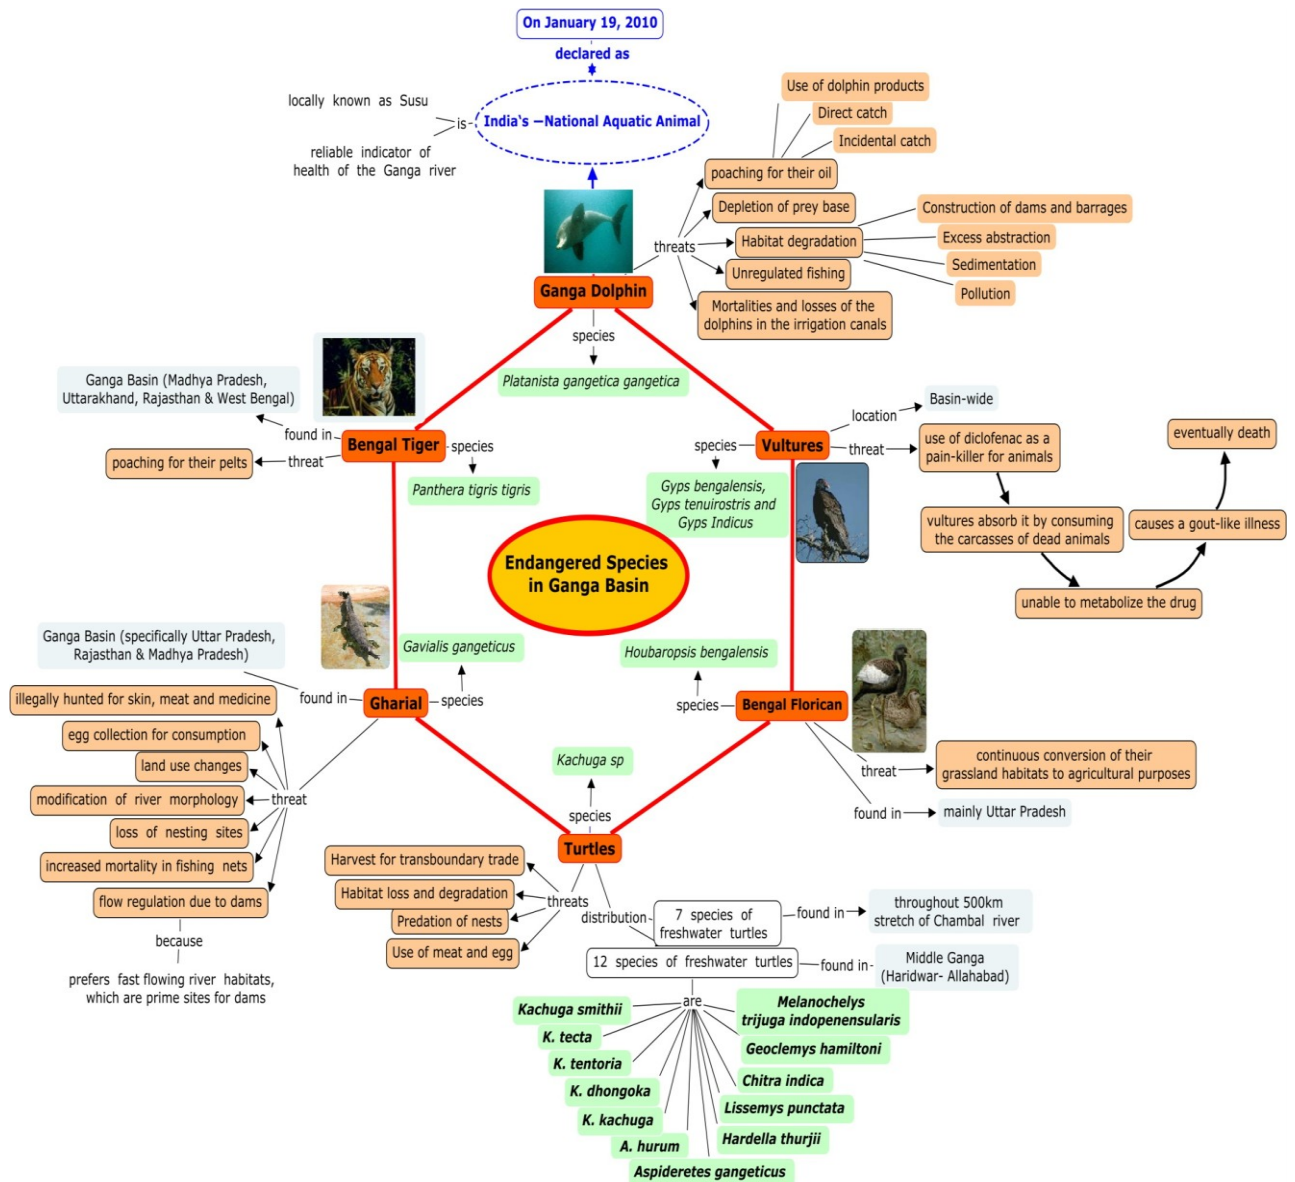 On January 19, 2010
declared as
India's −National Aquatic Animal
is
locally known as Susu
reliable indicator of
health of the Ganga river
Ganga Dolphin
threats
poaching for their oil
Use of dolphin products
Direct catch
Incidental catch
Depletion of prey base
Habitat degradation
Construction of dams and barrages
Excess abstraction
Sedimentation
Pollution
Unregulated fishing
Mortalities and losses of the
dolphins in the irrigation canals
species
Platanista gangetica gangetica
Ganga Basin (Madhya Pradesh,
Uttarakhand, Rajasthan & West Bengal)
found in
Bengal Tiger
threat
poaching for their pelts
species
Panthera tigris tigris
Vultures
location
Basin-wide
species
Gyps bengalensis,
Gyps tenuirostris and
Gyps Indicus
threat
use of diclofenac as a
pain-killer for animals
vultures absorb it by consuming
the carcasses of dead animals
unable to metabolize the drug
causes a gout-like illness
eventually death
Endangered Species
in Ganga Basin
Ganga Basin (specifically Uttar Pradesh,
Rajasthan & Madhya Pradesh)
found in
Gharial
species
Gavialis gangeticus
threat
illegally hunted for skin, meat and medicine
egg collection for consumption
land use changes
modification of river morphology
loss of nesting sites
increased mortality in fishing nets
flow regulation due to dams
because
prefers fast flowing river habitats,
which are prime sites for dams
Houbaropsis bengalensis
species
Bengal Florican
threat
continuous conversion of their
grassland habitats to agricultural purposes
found in
mainly Uttar Pradesh
Kachuga sp
species
Turtles
threats
Harvest for transboundary trade
Habitat loss and degradation
Predation of nests
Use of meat and egg
distribution
7 species of
freshwater turtles
found in
throughout 500km
stretch of Chambal river
12 species of freshwater turtles
found in
Middle Ganga
(Haridwar- Allahabad)
are
Kachuga smithii
K. tecta
K. tentoria
K. dhongoka
K. kachuga
A. hurum
Aspideretes gangeticus
Melanochelys
trijuga indopenensularis
Geoclemys hamiltoni
Chitra indica
Lissemys punctata
Hardella thurjii